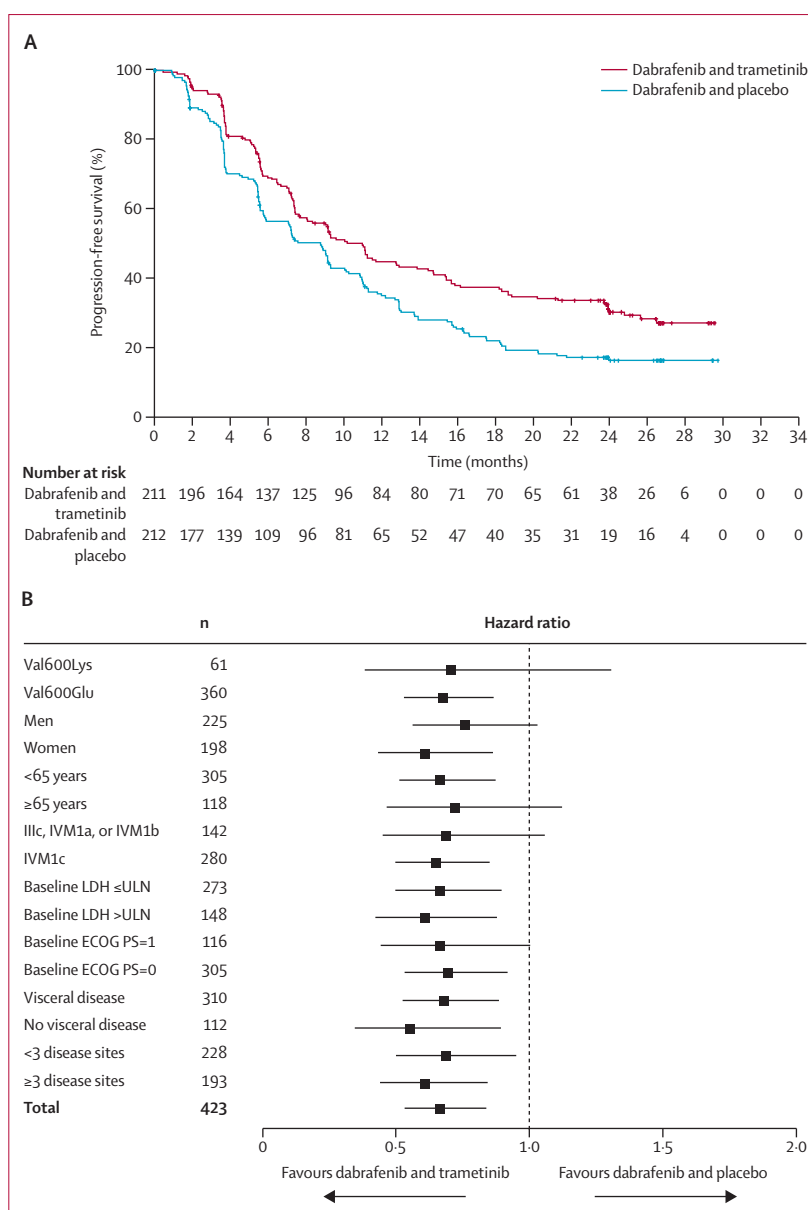 A
Dabrafenib and trametinib
Dabrafenib and placebo
100
80
60
40
20
0
Progression-free survival (%)
0 2 4 6 8 10 12 14 16 18 20 22 24 26 28 30 32 34
Time (months)
Number at risk
Dabrafenib and
trametinib
211 196 164 137 125 96 84 80 71 70 65 61 38 26 6 0 0 0
Dabrafenib and
placebo
212 177 139 109 96 81 65 52 47 40 35 31 19 16 4 0 0 0
B
n Hazard ratio
Val600Lys 61
Val600Glu 360
Men 225
Women 198
<65 years 305
≥65 years 118
IIIc, IVM1a, or IVM1b 142
IVM1c 280
Baseline LDH ≤ULN 273
Baseline LDH >ULN 148
Baseline ECOG PS=1 116
Baseline ECOG PS=0 305
Visceral disease 310
No visceral disease 112
<3 disease sites 228
≥3 disease sites 193
Total 423
0 0·5 1·0 1·5 2·0
Favours dabrafenib and trametinib Favours dabrafenib and placebo